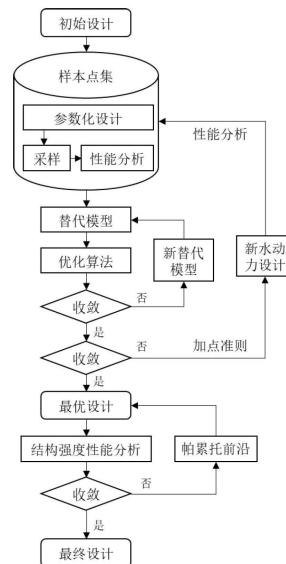 初始设计
样本点集
参数化设计
性能分析
采样
性能分析
替代模型
新替代
模型
新水动
力设计
优化算法
收敛
否
是
收敛
否
加点准则
是
最优设计
结构强度性能分析
帕累托前沿
收敛
否
是
最终设计